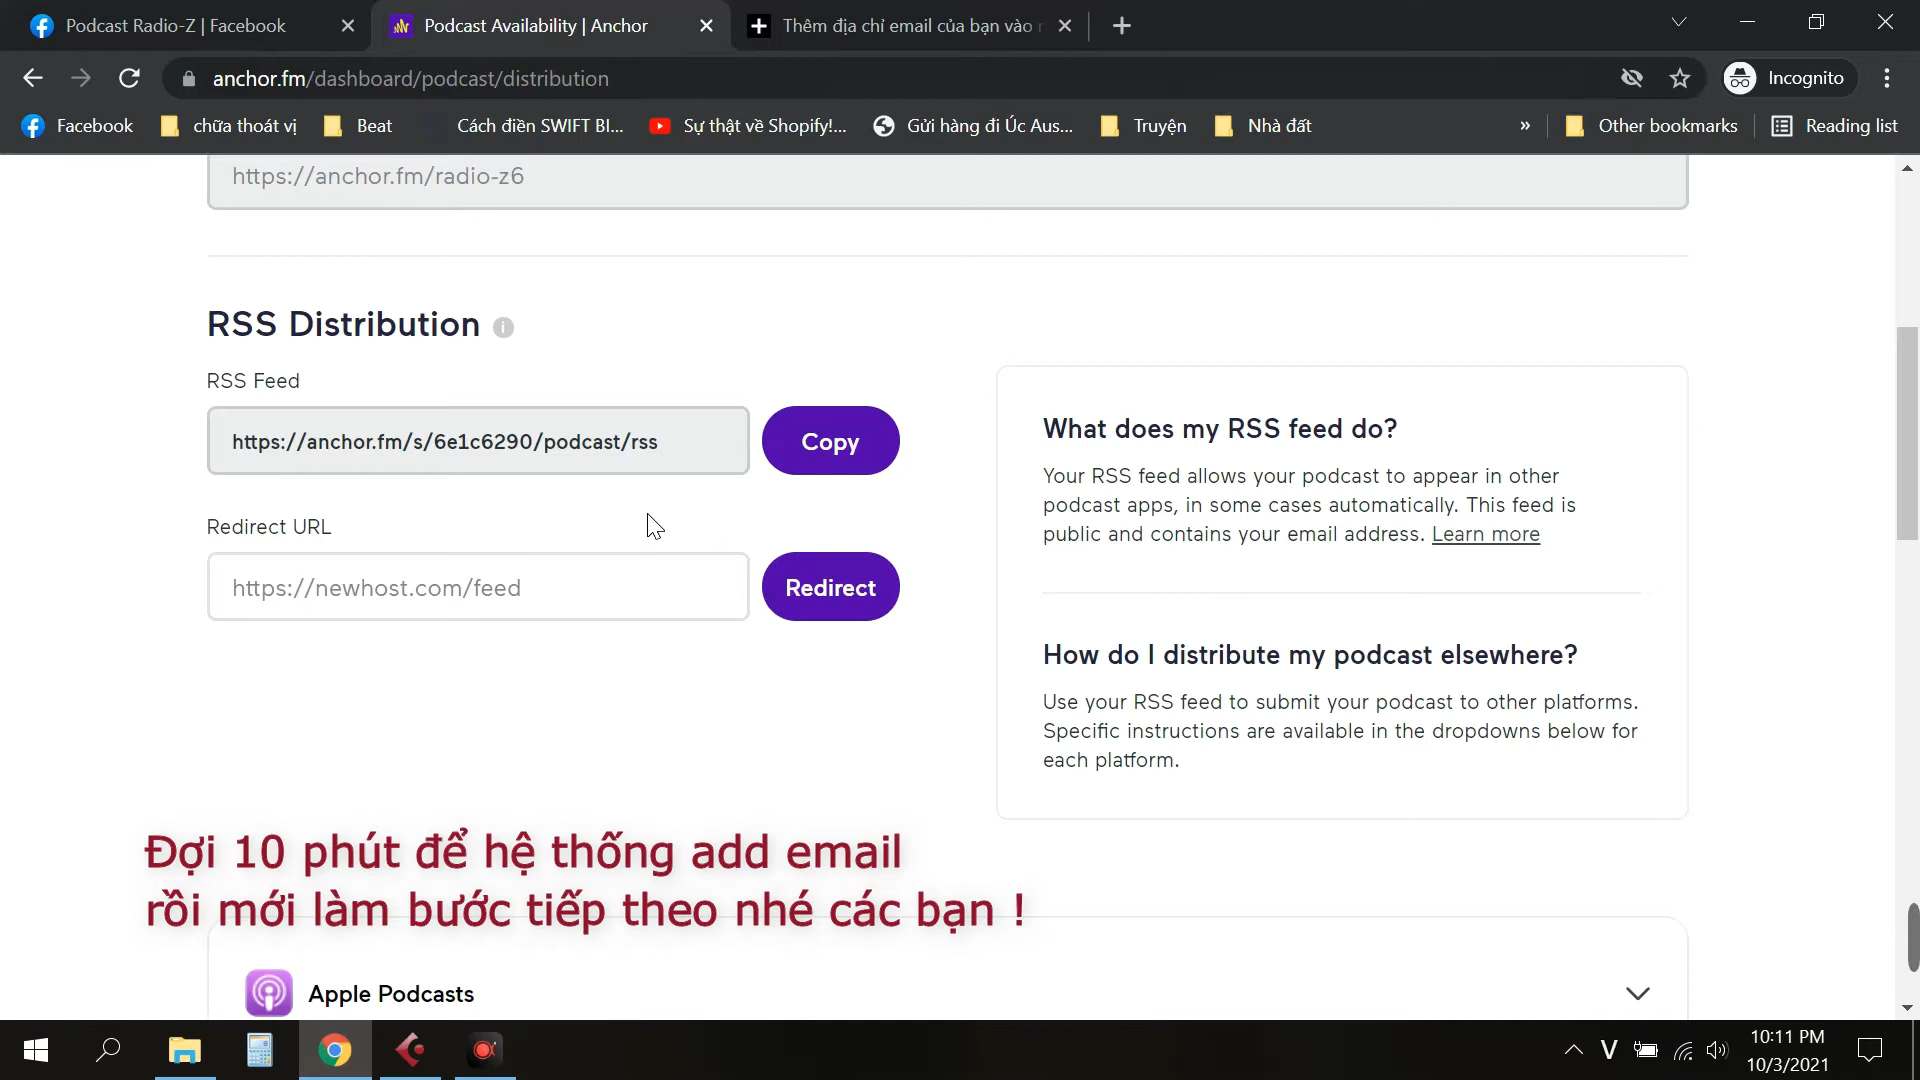 Podcast Radio-Z | Facebook
Podcast Availability | Anchor
Thêm địa chỉ email của bạn vào
anchor.fm/dashboard/podcast/distribution
Incognito
Facebook
chữa thoát vị
Beat
Cách điền SWIFT BI...
Sự thật về Shopify!...
Gửi hàng đi Úc Aus...
Truyện
Nhà đất
»
Other bookmarks
Reading list
https://anchor.fm/radio-z6
RSS Distribution
RSS Feed
https://anchor.fm/s/6e1c6290/podcast/rss
Copy
Redirect URL
https://newhost.com/feed
Redirect
What does my RSS feed do?
Your RSS feed allows your podcast to appear in other
podcast apps, in some cases automatically. This feed is
public and contains your email address. Learn more
How do I distribute my podcast elsewhere?
Use your RSS feed to submit your podcast to other platforms.
Specific instructions are available in the dropdowns below for
each platform.
Đợi 10 phút để hệ thống add email
rồi mới làm bước tiếp theo nhé các bạn !
Apple Podcasts
V
10:11 PM
10/3/2021